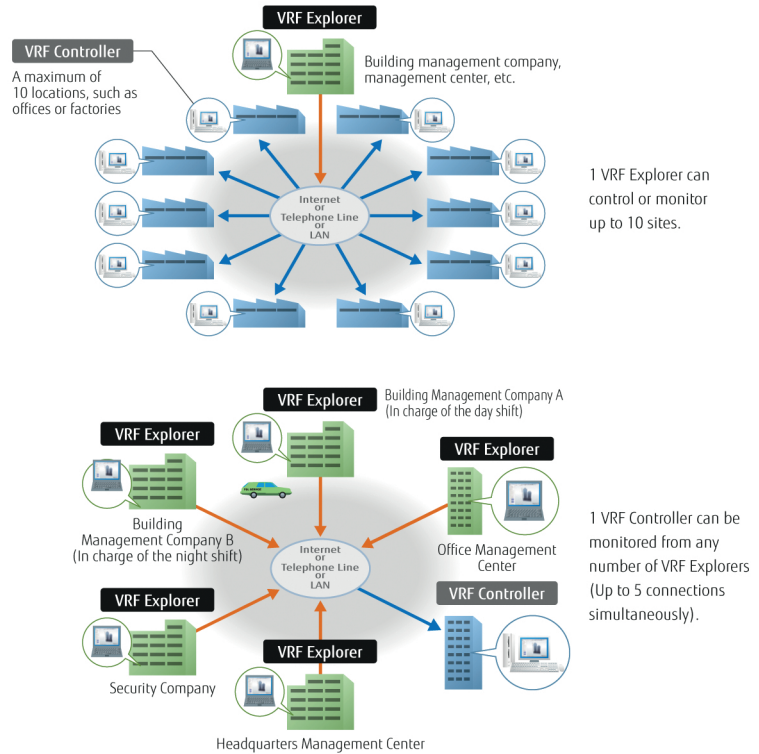 VRF Explorer
VRF Controller
A maximum of
10 locations, such as
offices or factories
Building management company,
management center, etc.
Internet
or
Telephone Line
or
LAN
1 VRF Explorer can
control or monitor
up to 10 sites.
VRF Explorer
Building Management Company A
(In charge of the day shift)
VRF Explorer
Building
Management Company B
(In charge of the night shift)
VRF Explorer
Office Management
Center
Internet
or
Telephone Line
or
LAN
1 VRF Controller can be
monitored from any
number of VRF Explorers
(Up to 5 connections
simultaneously).
VRF Explorer
Security Company
VRF Controller
VRF Explorer
Headquarters Management Center